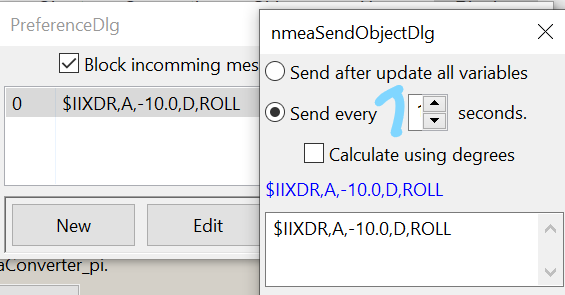 PreferenceDlg
Block incomming mes
0 $IIXDR,A,-10.0,D,ROLL
New Edit
aConverter_pi.
nmeaSendObjectDlg
Send after update all variables
Send every 1 seconds.
Calculate using degrees
$IIXDR,A,-10.0,D,ROLL
$IIXDR,A,-10.0,D,ROLL